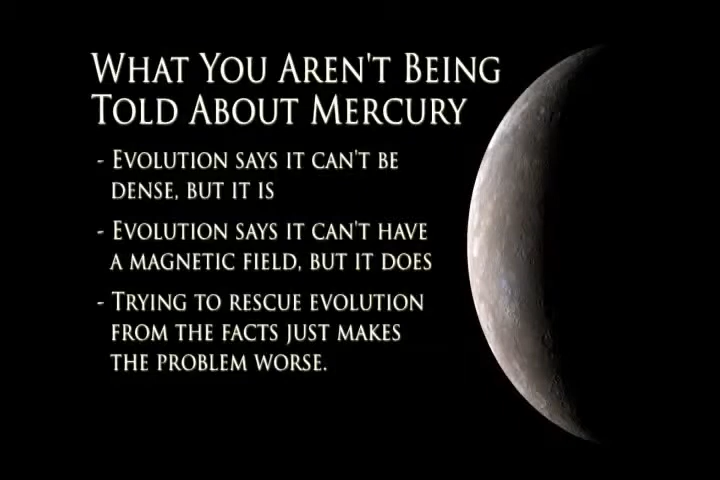 What You Aren't Being
Told About Mercury
- Evolution says it can't be
dense, but it is
- Evolution says it can't have
a magnetic field, but it does
- Trying to rescue evolution
from the facts just makes
the problem worse.